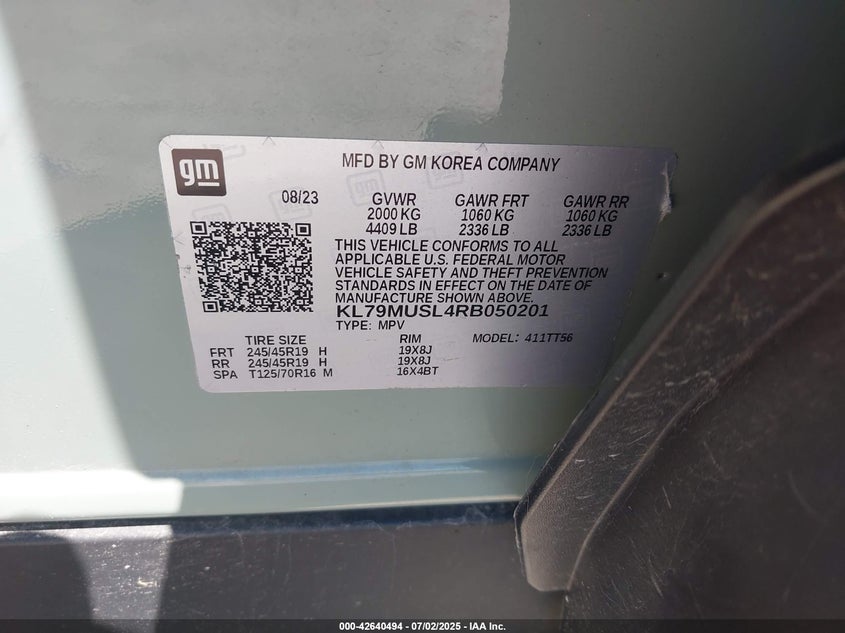 gm
MFD BY GM KOREA COMPANY
08/23 GVWR GAWR FRT GAWR RR
2000 KG 1060 KG 1060 KG
4409 LB 2336 LB 2336 LB
THIS VEHICLE CONFORMS TO ALL
APPLICABLE U.S. FEDERAL MOTOR
VEHICLE SAFETY AND THEFT PREVENTION
STANDARDS IN EFFECT ON THE DATE OF
MANUFACTURE SHOWN ABOVE.
KL79MUSL4RB050201
TYPE: MPV
TIRE SIZE RIM MODEL: 411TT56
FRT 245/45R19 H 19X8J
RR 245/45R19 H 19X8J
SPA T125/70R16 M 16X4BT
000-42640494 - 07/02/2025 - IAA Inc.